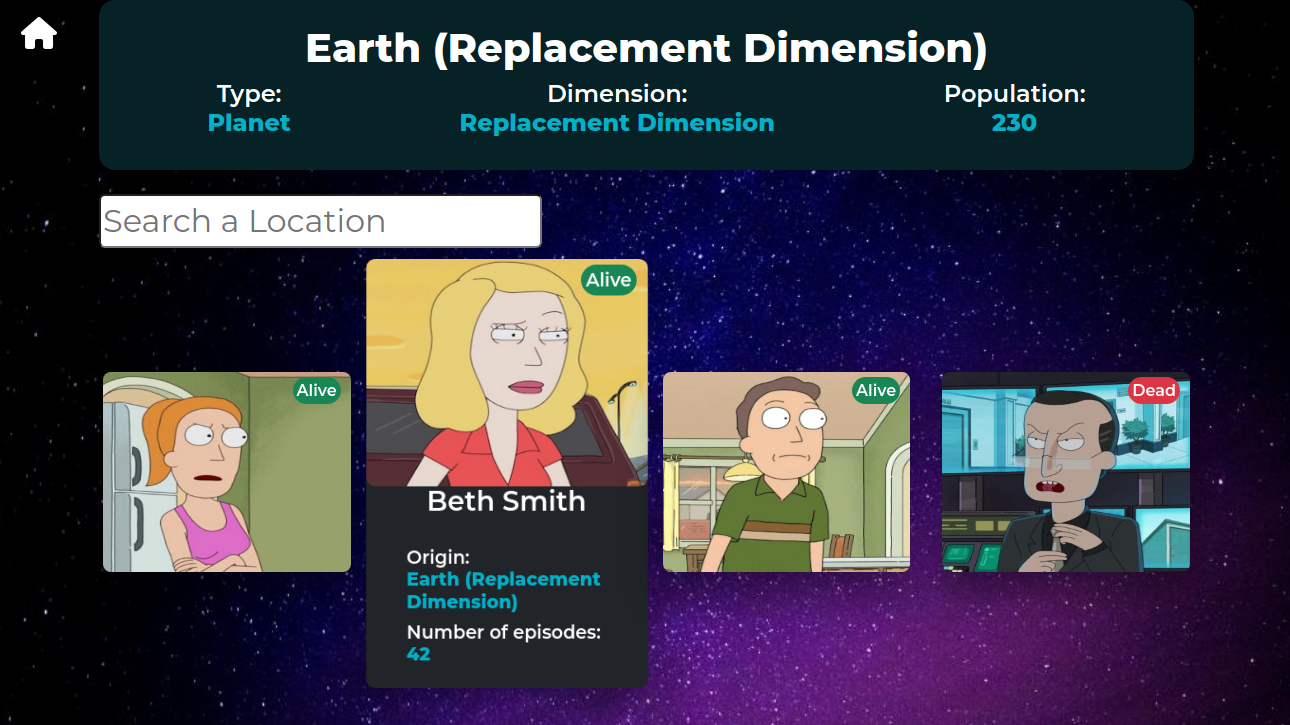 Earth (Replacement Dimension)
Type:
Planet
Dimension:
Replacement Dimension
Population:
230
Search a Location
Alive
Alive
Beth Smith
Origin:
Earth (Replacement
Dimension)
Number of episodes:
42
Alive
Dead